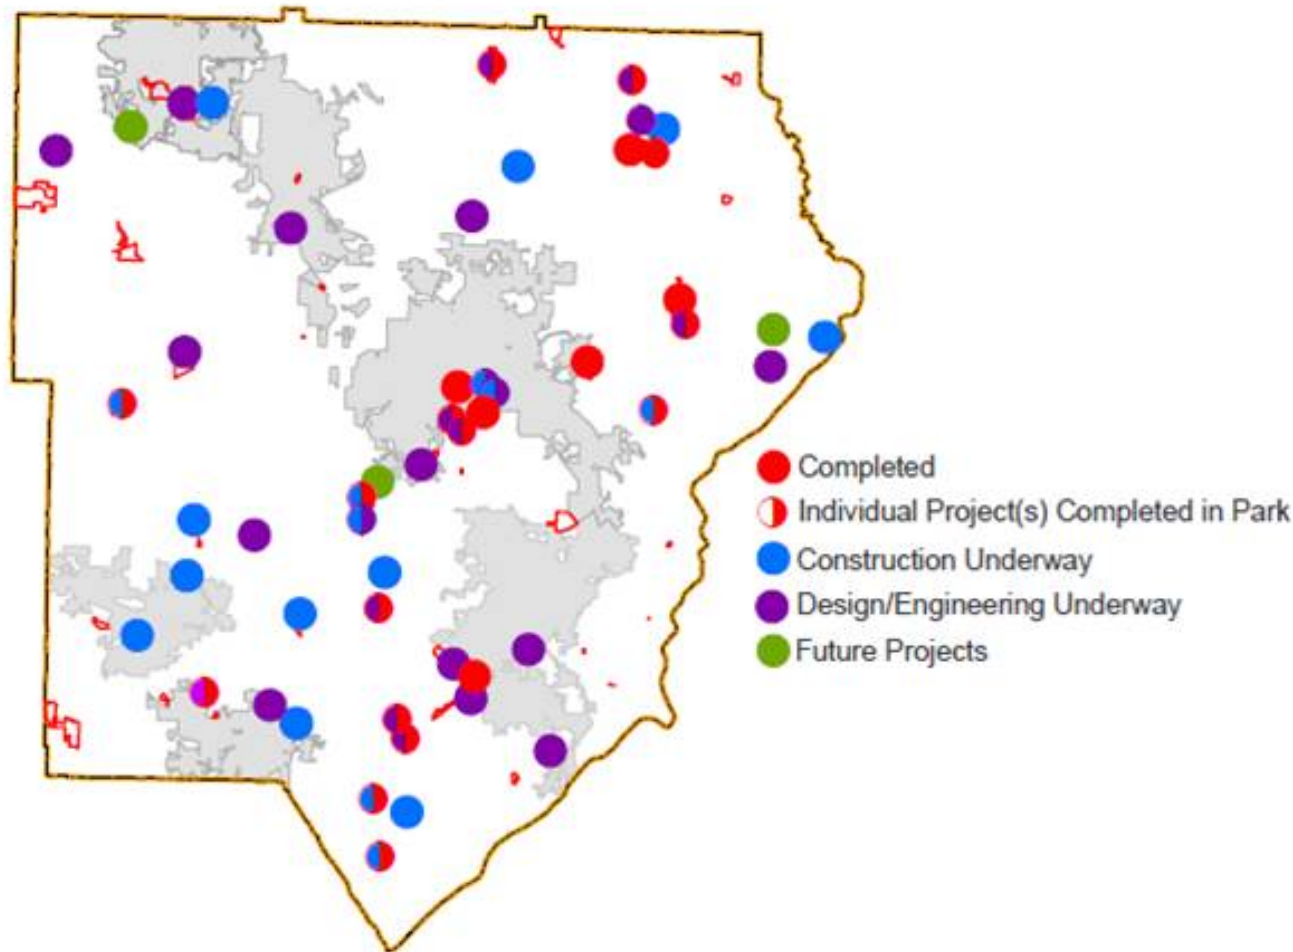 Completed
Individual Project(s) Completed in Park
Construction Underway
Design/Engineering Underway
Future Projects